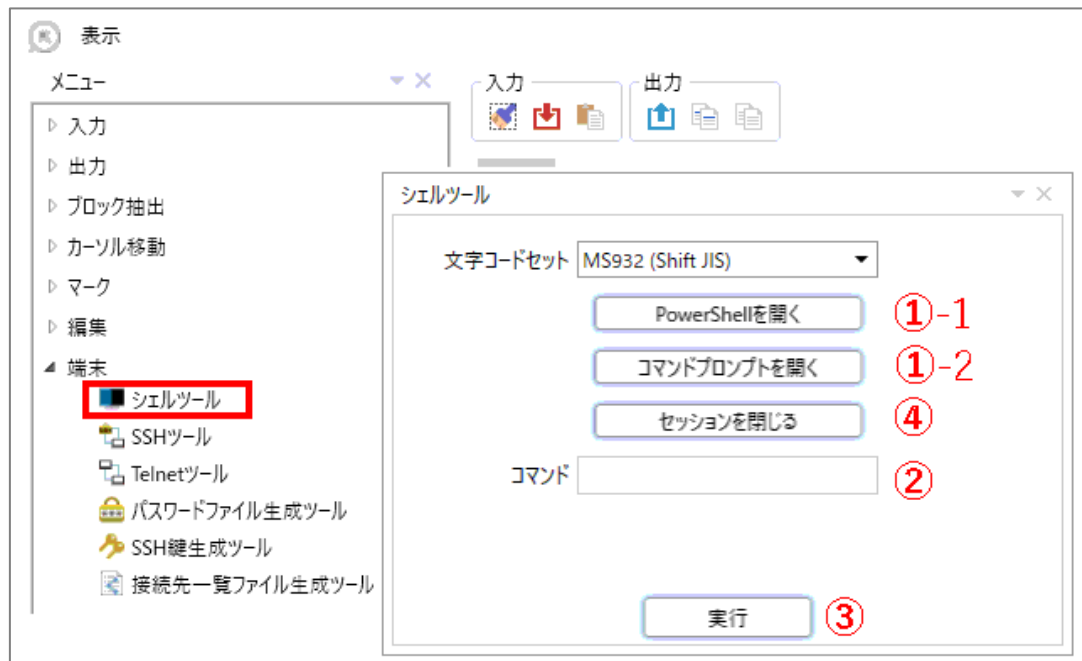 表示
メニュー
入力
出力
ブロック抽出
カーソル移動
マーク
編集
端末
シェルツール
SSHツール
Telnetツール
パスワードファイル生成ツール
SSH鍵生成ツール
接続先一覧ファイル生成ツール
入力
出力
シェルツール
文字コードセット MS932 (Shift JIS)
PowerShellを開く ①-1
コマンドプロンプトを開く ①-2
セッションを閉じる ④
コマンド ②
実行 ③